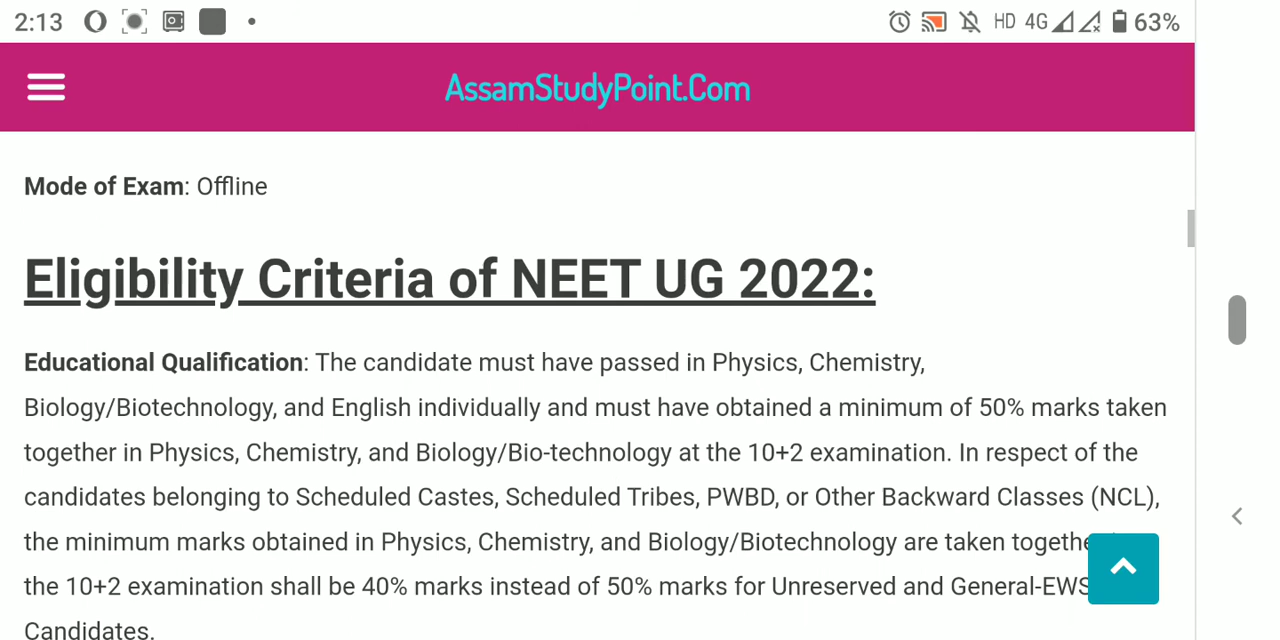 2:13 HD 4G 63%
AssamStudyPoint.Com
Mode of Exam: Offline
Eligibility Criteria of NEET UG 2022:
Educational Qualification: The candidate must have passed in Physics, Chemistry,
Biology/Biotechnology, and English individually and must have obtained a minimum of 50% marks taken
together in Physics, Chemistry, and Biology/Bio-technology at the 10+2 examination. In respect of the
candidates belonging to Scheduled Castes, Scheduled Tribes, PWBD, or Other Backward Classes (NCL),
the minimum marks obtained in Physics, Chemistry, and Biology/Biotechnology are taken
the 10+2 examination shall be 40% marks instead of 50% marks for Unreserved and General-EWS
Candidates.